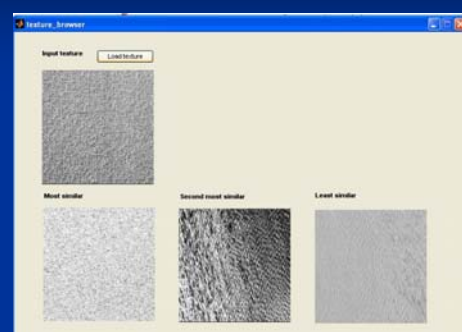 texture_browser
Input texture
Load texture
Most similar
Second most similar
Least similar